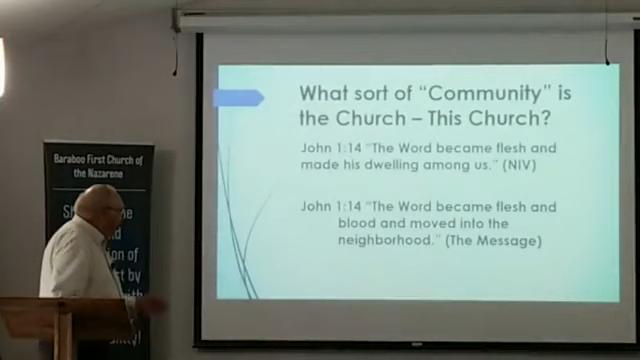 What sort of “Community” is
the Church – This Church?
John 1:14 “The Word became flesh and
made his dwelling among us.” (NIV)
John 1:14 “The Word became flesh and
blood and moved into the
neighborhood.” (The Message)
Baraboo First Church of
the Nazarene